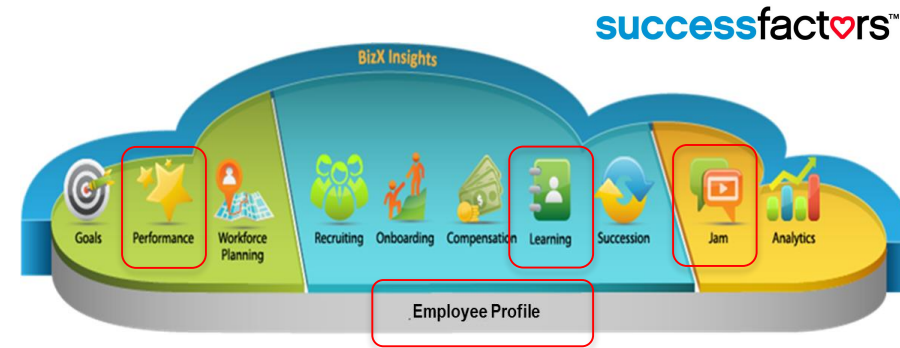 successfactors™
BizX Insights
Goals
Performance
Workforce
Planning
Recruiting
Onboarding
Compensation
Learning
Succession
Jam
Analytics
Employee Profile